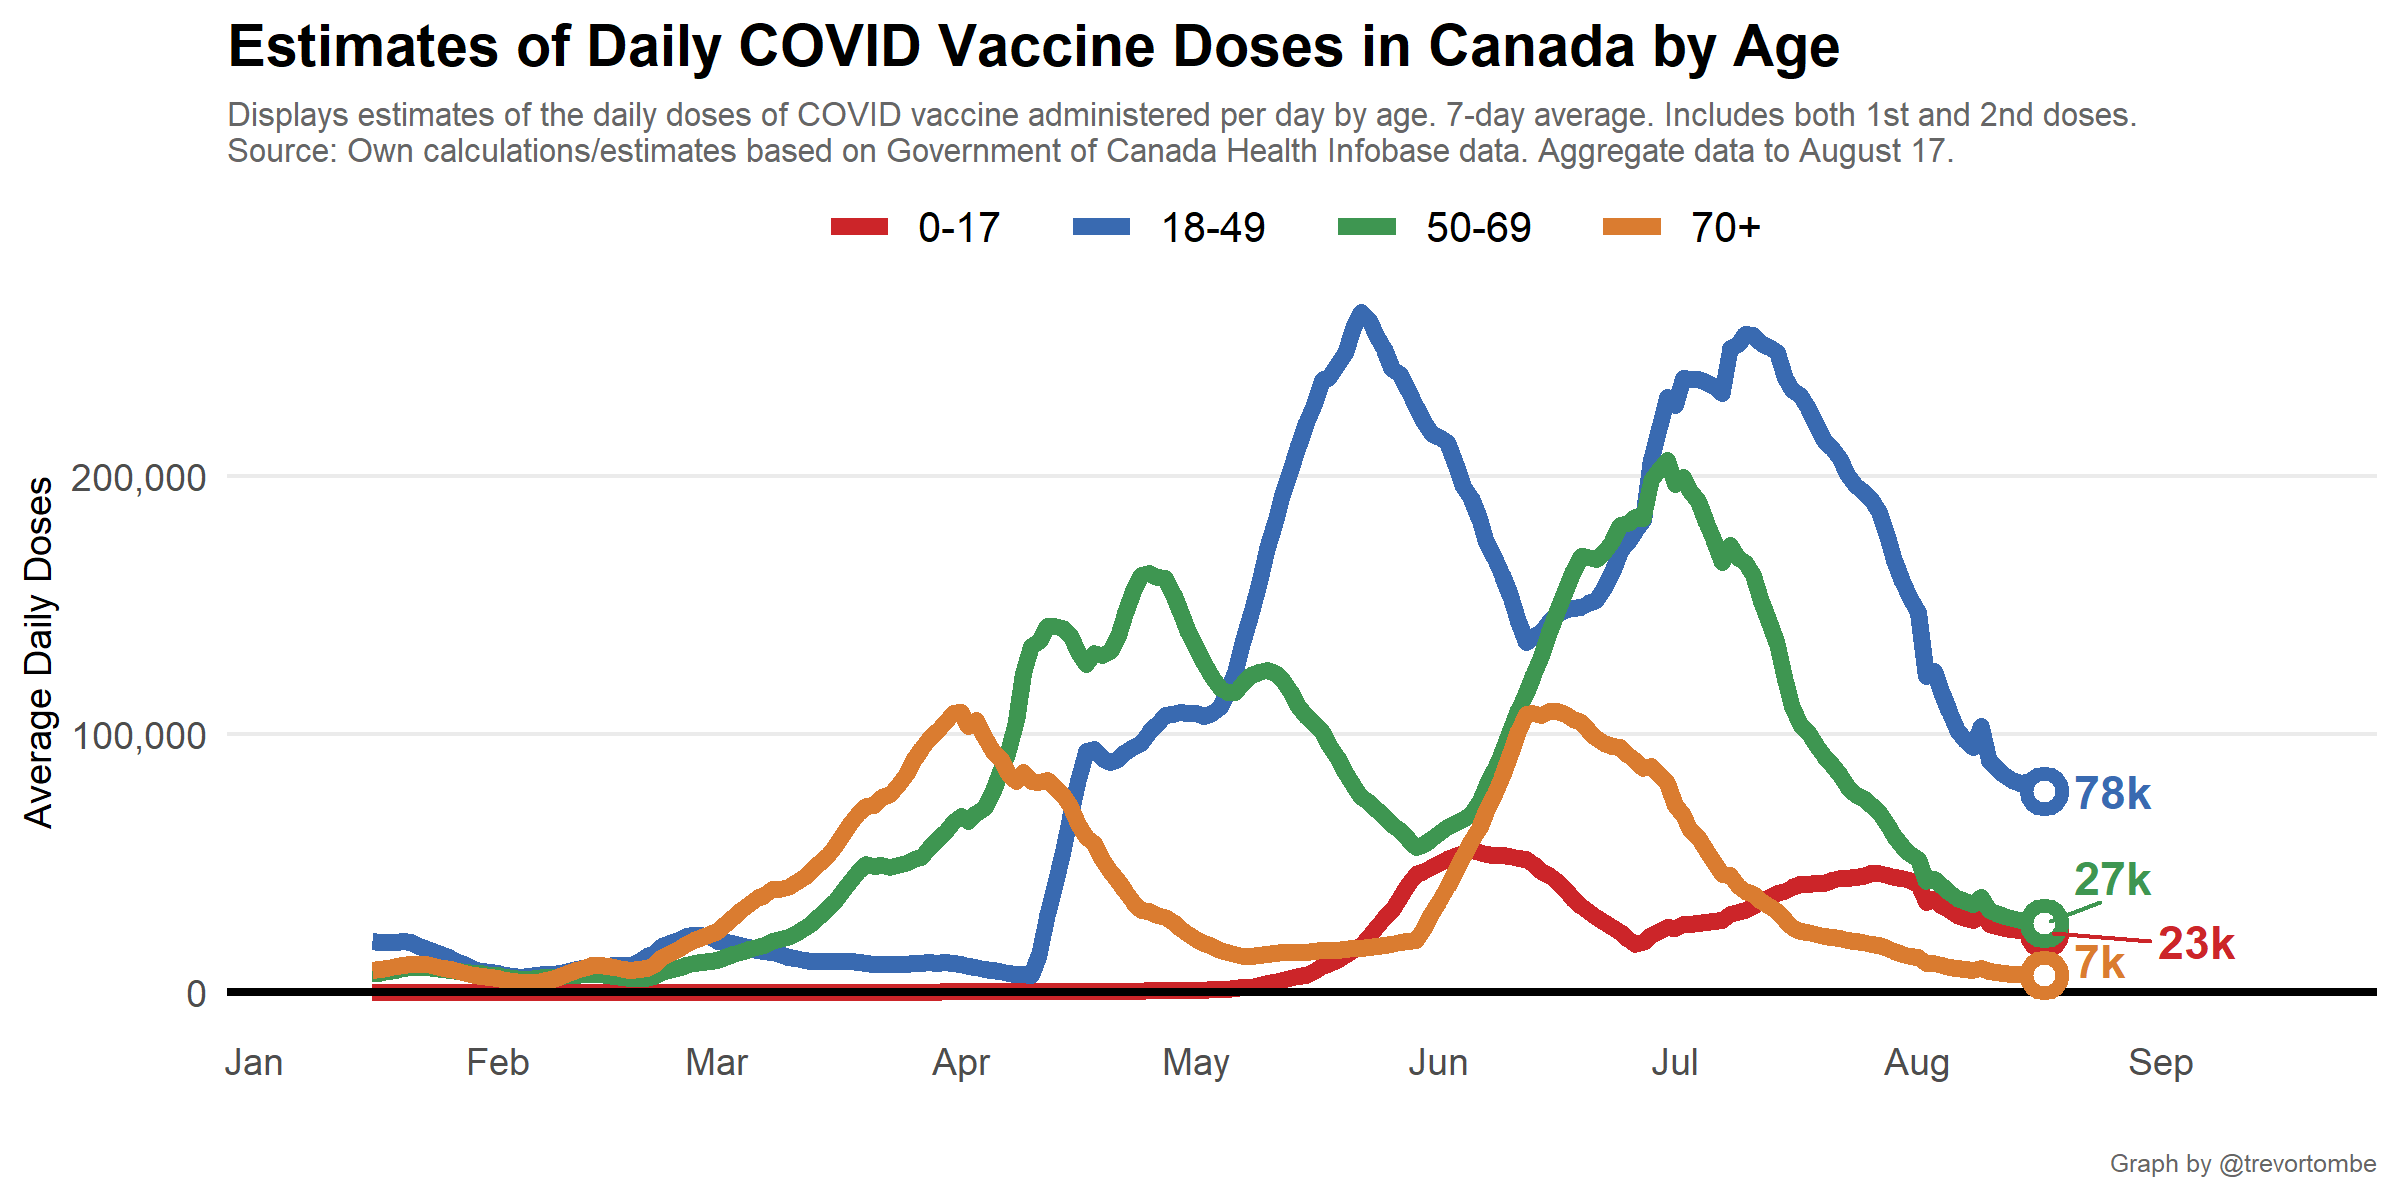 Estimates of Daily COVID Vaccine Doses in Canada by Age
Displays estimates of the daily doses of COVID vaccine administered per day by age. 7-day average. Includes both 1st and 2nd doses.
Source: Own calculations/estimates based on Government of Canada Health Infobase data. Aggregate data to August 17.
0-17 18-49 50-69 70+
Average Daily Doses
200,000
100,000
0
78k
27k
23k
7k
Jan Feb Mar Apr May Jun Jul Aug Sep
Graph by @trevortombe